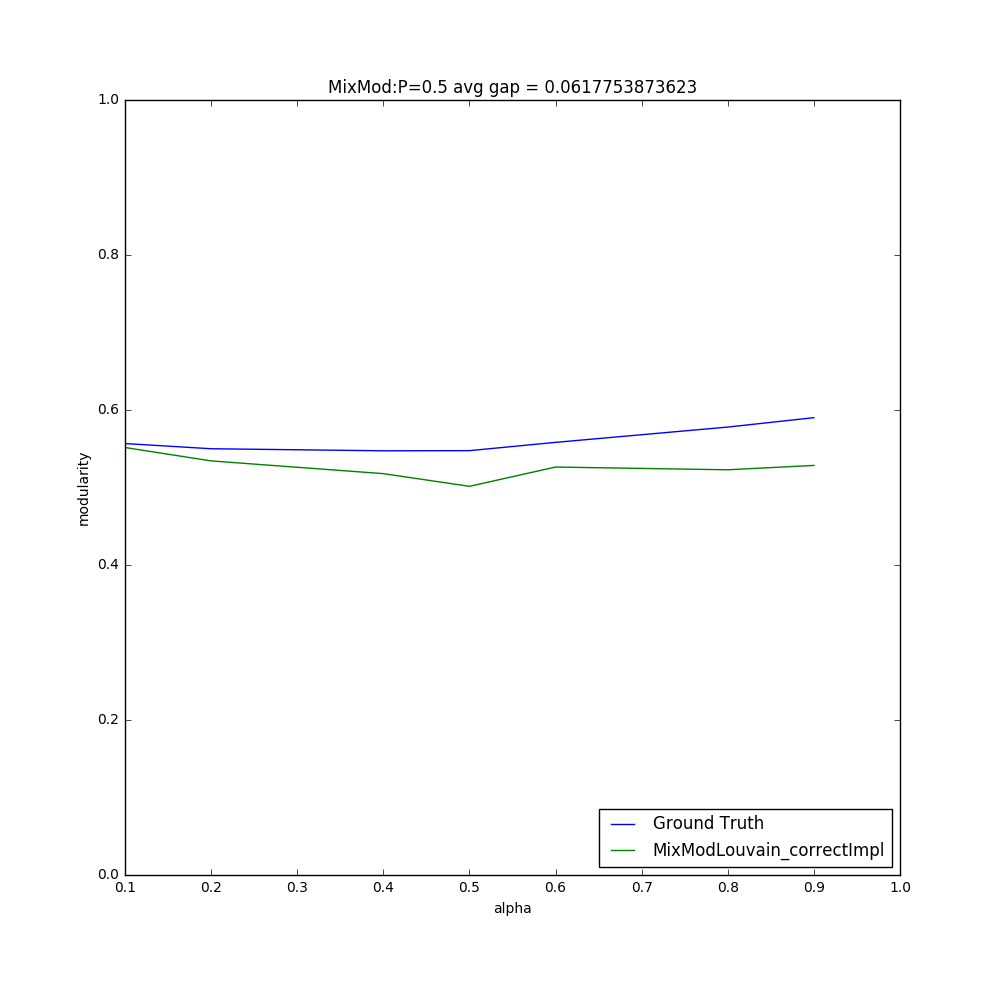 MixMod:P=0.5 avg gap = 0.0617753873623
1.0
0.8
0.6
0.4
0.2
0.0
modularity
0.1 0.2 0.3 0.4 0.5 0.6 0.7 0.8 0.9 1.0
alpha
Ground Truth
MixModLouvain_correctImpl